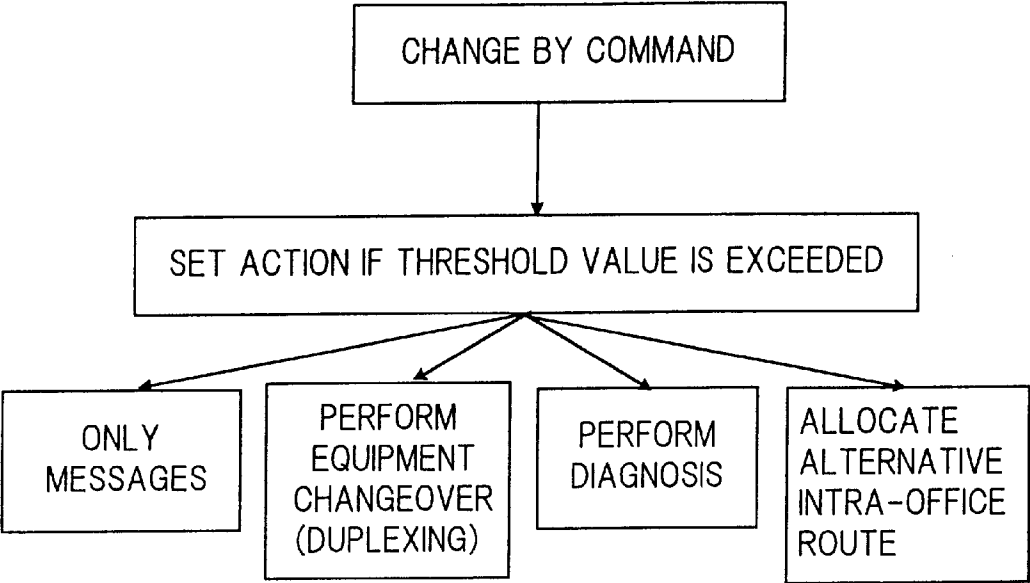 CHANGE BY COMMAND
SET ACTION IF THRESHOLD VALUE IS EXCEEDED
ONLY
MESSAGES
PERFORM
EQUIPMENT
CHANGEOVER
(DUPLEXING)
PERFORM
DIAGNOSIS
ALLOCATE
ALTERNATIVE
INTRA-OFFICE
ROUTE